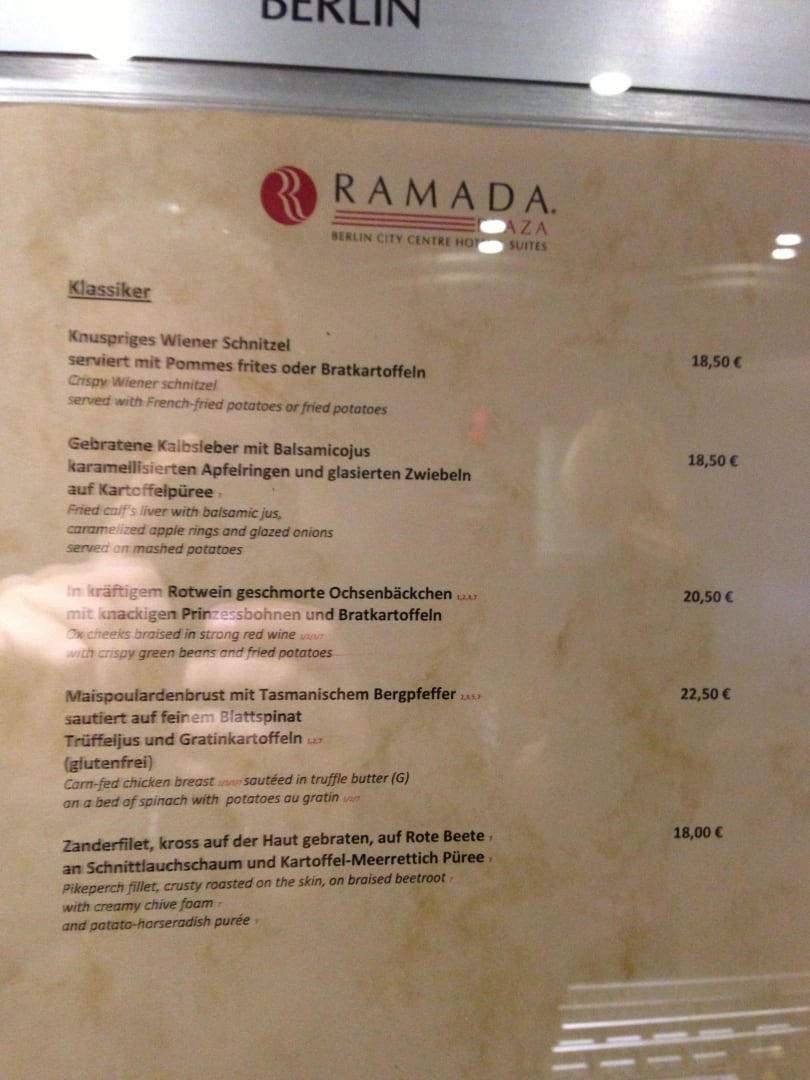 BERLIN
RAMADA.
PLAZA
BERLIN CITY CENTRE HOTEL SUITES
Klassiker
Knuspriges Wiener Schnitzel
serviert mit Pommes frites oder Bratkartoffeln 18,50 €
Crispy Wiener schnitzel
served with French-fried potatoes or fried potatoes
Gebratene Kalbsleber mit Balsamicojus
karamellisierten Apfelringen und glasierten Zwiebeln 18,50 €
auf Kartoffelpüree
Fried calf's liver with balsamic jus,
caramelized apple rings and glazed onions
served on mashed potatoes
In kräftigem Rotwein geschmorte Ochsenbäckchen 20,50 €
mit knackigen Prinzessbohnen und Bratkartoffeln
Ox cheeks braised in strong red wine
with crispy green beans and fried potatoes
Maispoulardenbrust mit Tasmanischem Bergpfeffer 22,50 €
sautiert auf feinem Blattspinat
Trüffeljus und Gratinkartoffeln
(glutenfrei)
Corn-fed chicken breast sautéed in truffle butter (G)
on a bed of spinach with potatoes au gratin
Zanderfilet, kross auf der Haut gebraten, auf Rote Beete 18,00 €
an Schnittlauchschaum und Kartoffel-Meerrettich Püree
Pikeperch fillet, crusty roasted on the skin, on braised beetroot
with creamy chive foam
and potato-horseradish purée